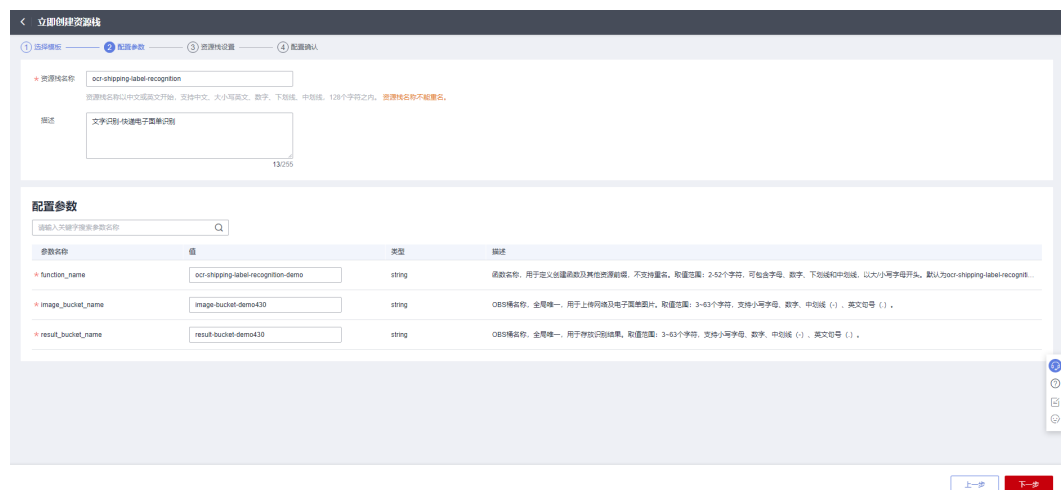 立即创建资源栈
1 选择模板 2 配置参数 3 资源栈设置 4 配置确认
* 资源栈名称 ocr-shipping-label-recognition
资源栈名称以中文或英文开始，支持中文、大小写英文、数字、下划线、中划线，128个字符之内。 资源栈名称不能重名。
描述 文字识别-快递电子面单识别
13/255
配置参数
请输入关键字搜索参数名称
参数名称 值 类型 描述
* function_name ocr-shipping-label-recognition-demo string 函数名称，用于定义创建函数及其他资源前缀，不支持重名。取值范围：2-52个字符，可包含字母、数字、下划线和中划线，以大/小写字母开头。默认为ocr-shipping-label-recogniti...
* image_bucket_name image-bucket-demo430 string OBS桶名称，全局唯一，用于上传网络及电子面单图片。取值范围：3~63个字符，支持小写字母、数字、中划线（-）、英文句号（.）。
* result_bucket_name result-bucket-demo430 string OBS桶名称，全局唯一，用于存放识别结果。取值范围：3~63个字符，支持小写字母、数字、中划线（-）、英文句号（.）。
上一步 下一步